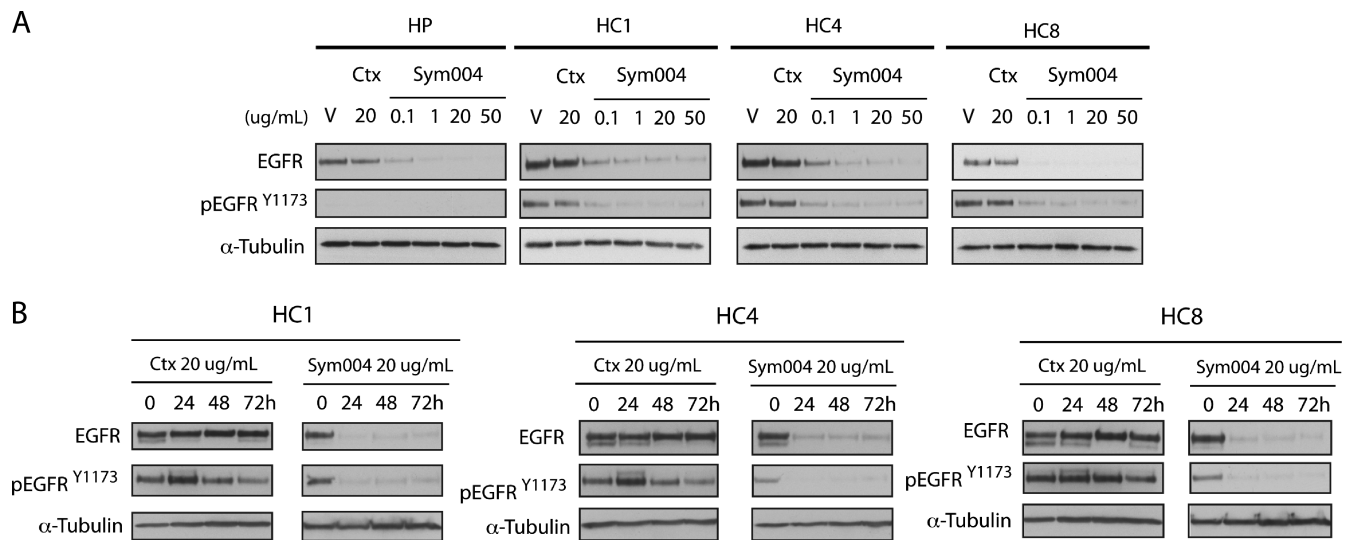 A
HP HC1 HC4 HC8
Ctx Sym004 Ctx Sym004 Ctx Sym004 Ctx Sym004
(ug/mL) V 20 0.1 1 20 50 V 20 0.1 1 20 50 V 20 0.1 1 20 50 V 20 0.1 1 20 50
EGFR
pEGFR Y1173
α-Tubulin
B
HC1 HC4 HC8
Ctx 20 ug/mL Sym004 20 ug/mL Ctx 20 ug/mL Sym004 20 ug/mL Ctx 20 ug/mL Sym004 20 ug/mL
0 24 48 72h 0 24 48 72h 0 24 48 72h 0 24 48 72h 0 24 48 72h 0 24 48 72h
EGFR EGFR EGFR
pEGFR Y1173 pEGFR Y1173 pEGFR Y1173
α-Tubulin α-Tubulin α-Tubulin